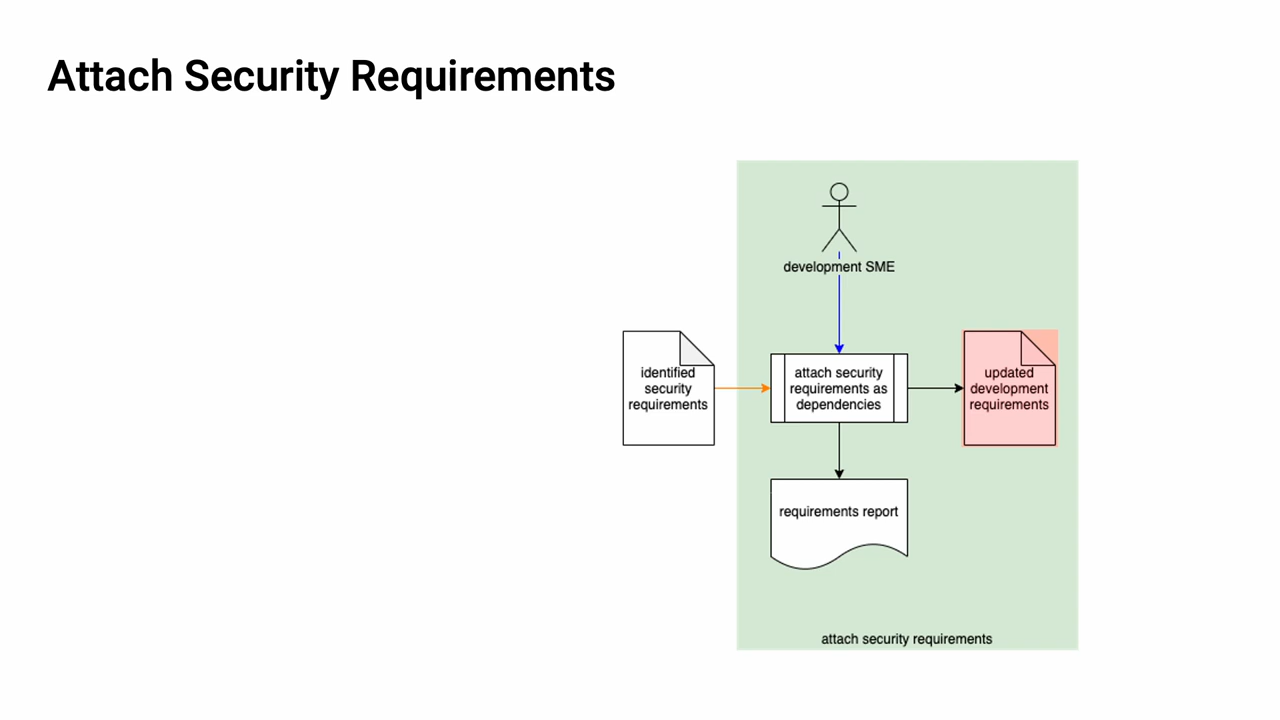 Attach Security Requirements
development SME
identified
security
requirements
attach security
requirements as
dependencies
updated
development
requirements
requirements report
attach security requirements